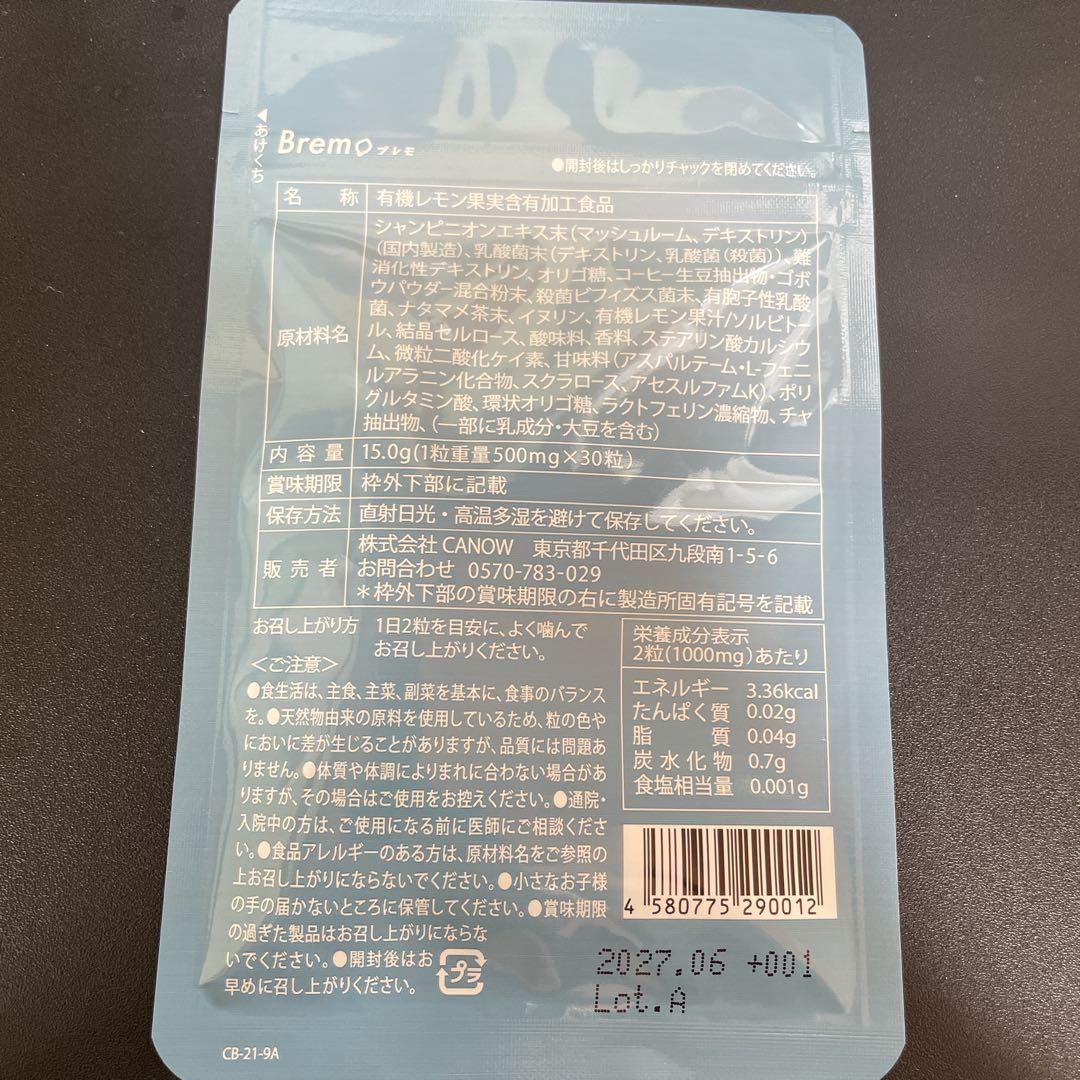 ◀あけくち
Bremo ブレモ
●開封後はしっかりチャックを閉めてください。
名 称 有機レモン果実含有加工食品
原材料名
シャンピニオンエキス末(マッシュルーム、デキストリン)
(国内製造)、乳酸菌末(デキストリン、乳酸菌(殺菌))、難
消化性デキストリン、オリゴ糖、コーヒー生豆抽出物・ゴボ
ウパウダー混合粉末、殺菌ビフィズス菌末、有胞子性乳酸
菌、ナタマメ茶末、イヌリン、有機レモン果汁/ソルビトー
ル、結晶セルロース、酸味料、香料、ステアリン酸カルシウ
ム、微粒二酸化ケイ素、甘味料(アスパルテーム・L-フェニ
ルアラニン化合物、スクラロース、アセスルファムK)、ポリ
グルタミン酸、環状オリゴ糖、ラクトフェリン濃縮物、チャ
抽出物、(一部に乳成分・大豆を含む)
内容量 15.0g(1粒重量500mg×30粒)
賞味期限 枠外下部に記載
保存方法 直射日光・高温多湿を避けて保存してください。
販売者
株式会社 CANOW 東京都千代田区九段南1-5-6
お問合わせ 0570-783-029
＊枠外下部の賞味期限の右に製造所固有記号を記載
お召し上がり方 1日2粒を目安に、よく噛んで
お召し上がりください。
＜ご注意＞
●食生活は、主食、主菜、副菜を基本に、食事のバランス
を。●天然物由来の原料を使用しているため、粒の色や
においに差が生じることがありますが、品質には問題あ
りません。●体質や体調によりまれに合わない場合があ
りますが、その場合はご使用をお控えください。●通院・
入院中の方は、ご使用になる前に医師にご相談くださ
い。●食品アレルギーのある方は、原材料名をご参照の
上お召し上がりにならないでください。●小さなお子様
の手の届かないところに保管してください。●賞味期限
の過ぎた製品はお召し上がりにならな
いでください。●開封後はお
早めに召し上がりください。
プラ
栄養成分表示
2粒(1000mg)あたり
エネルギー 3.36kcal
たんぱく質 0.02g
脂 質 0.04g
炭水化物 0.7g
食塩相当量 0.001g
4 580775 290012
2027.06 +001
Lot.A
CB-21-9A